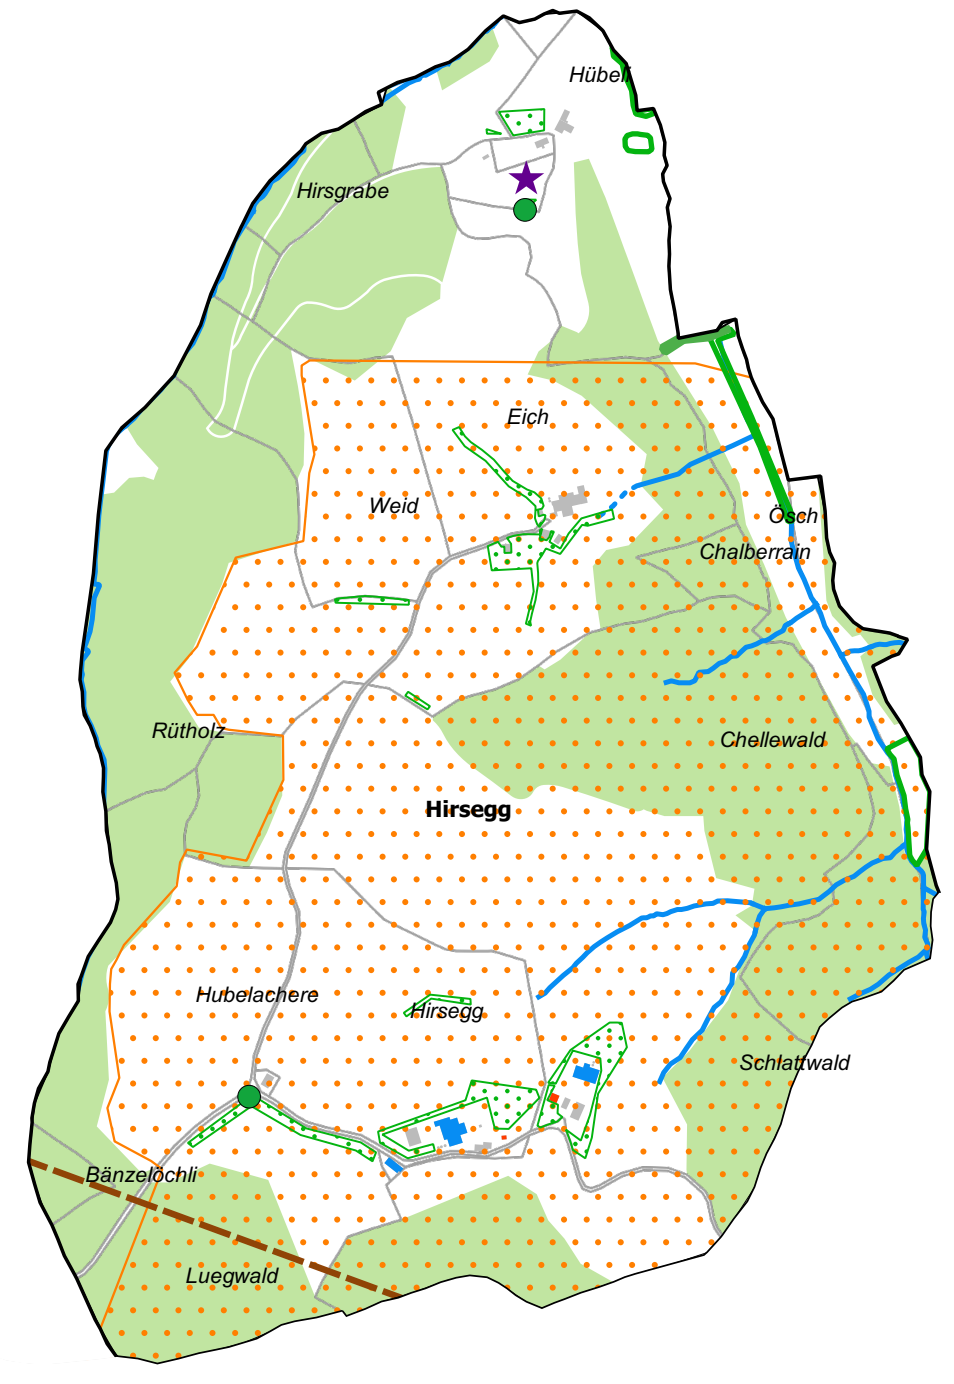 Hübeli
Hirsgrabe
Eich
Weid
Ösch
Chalberrain
Rütholz
Chellewald
Hirsegg
Hubelachere
Hirsegg
Schlattwald
Bänzelöchli
Luegwald